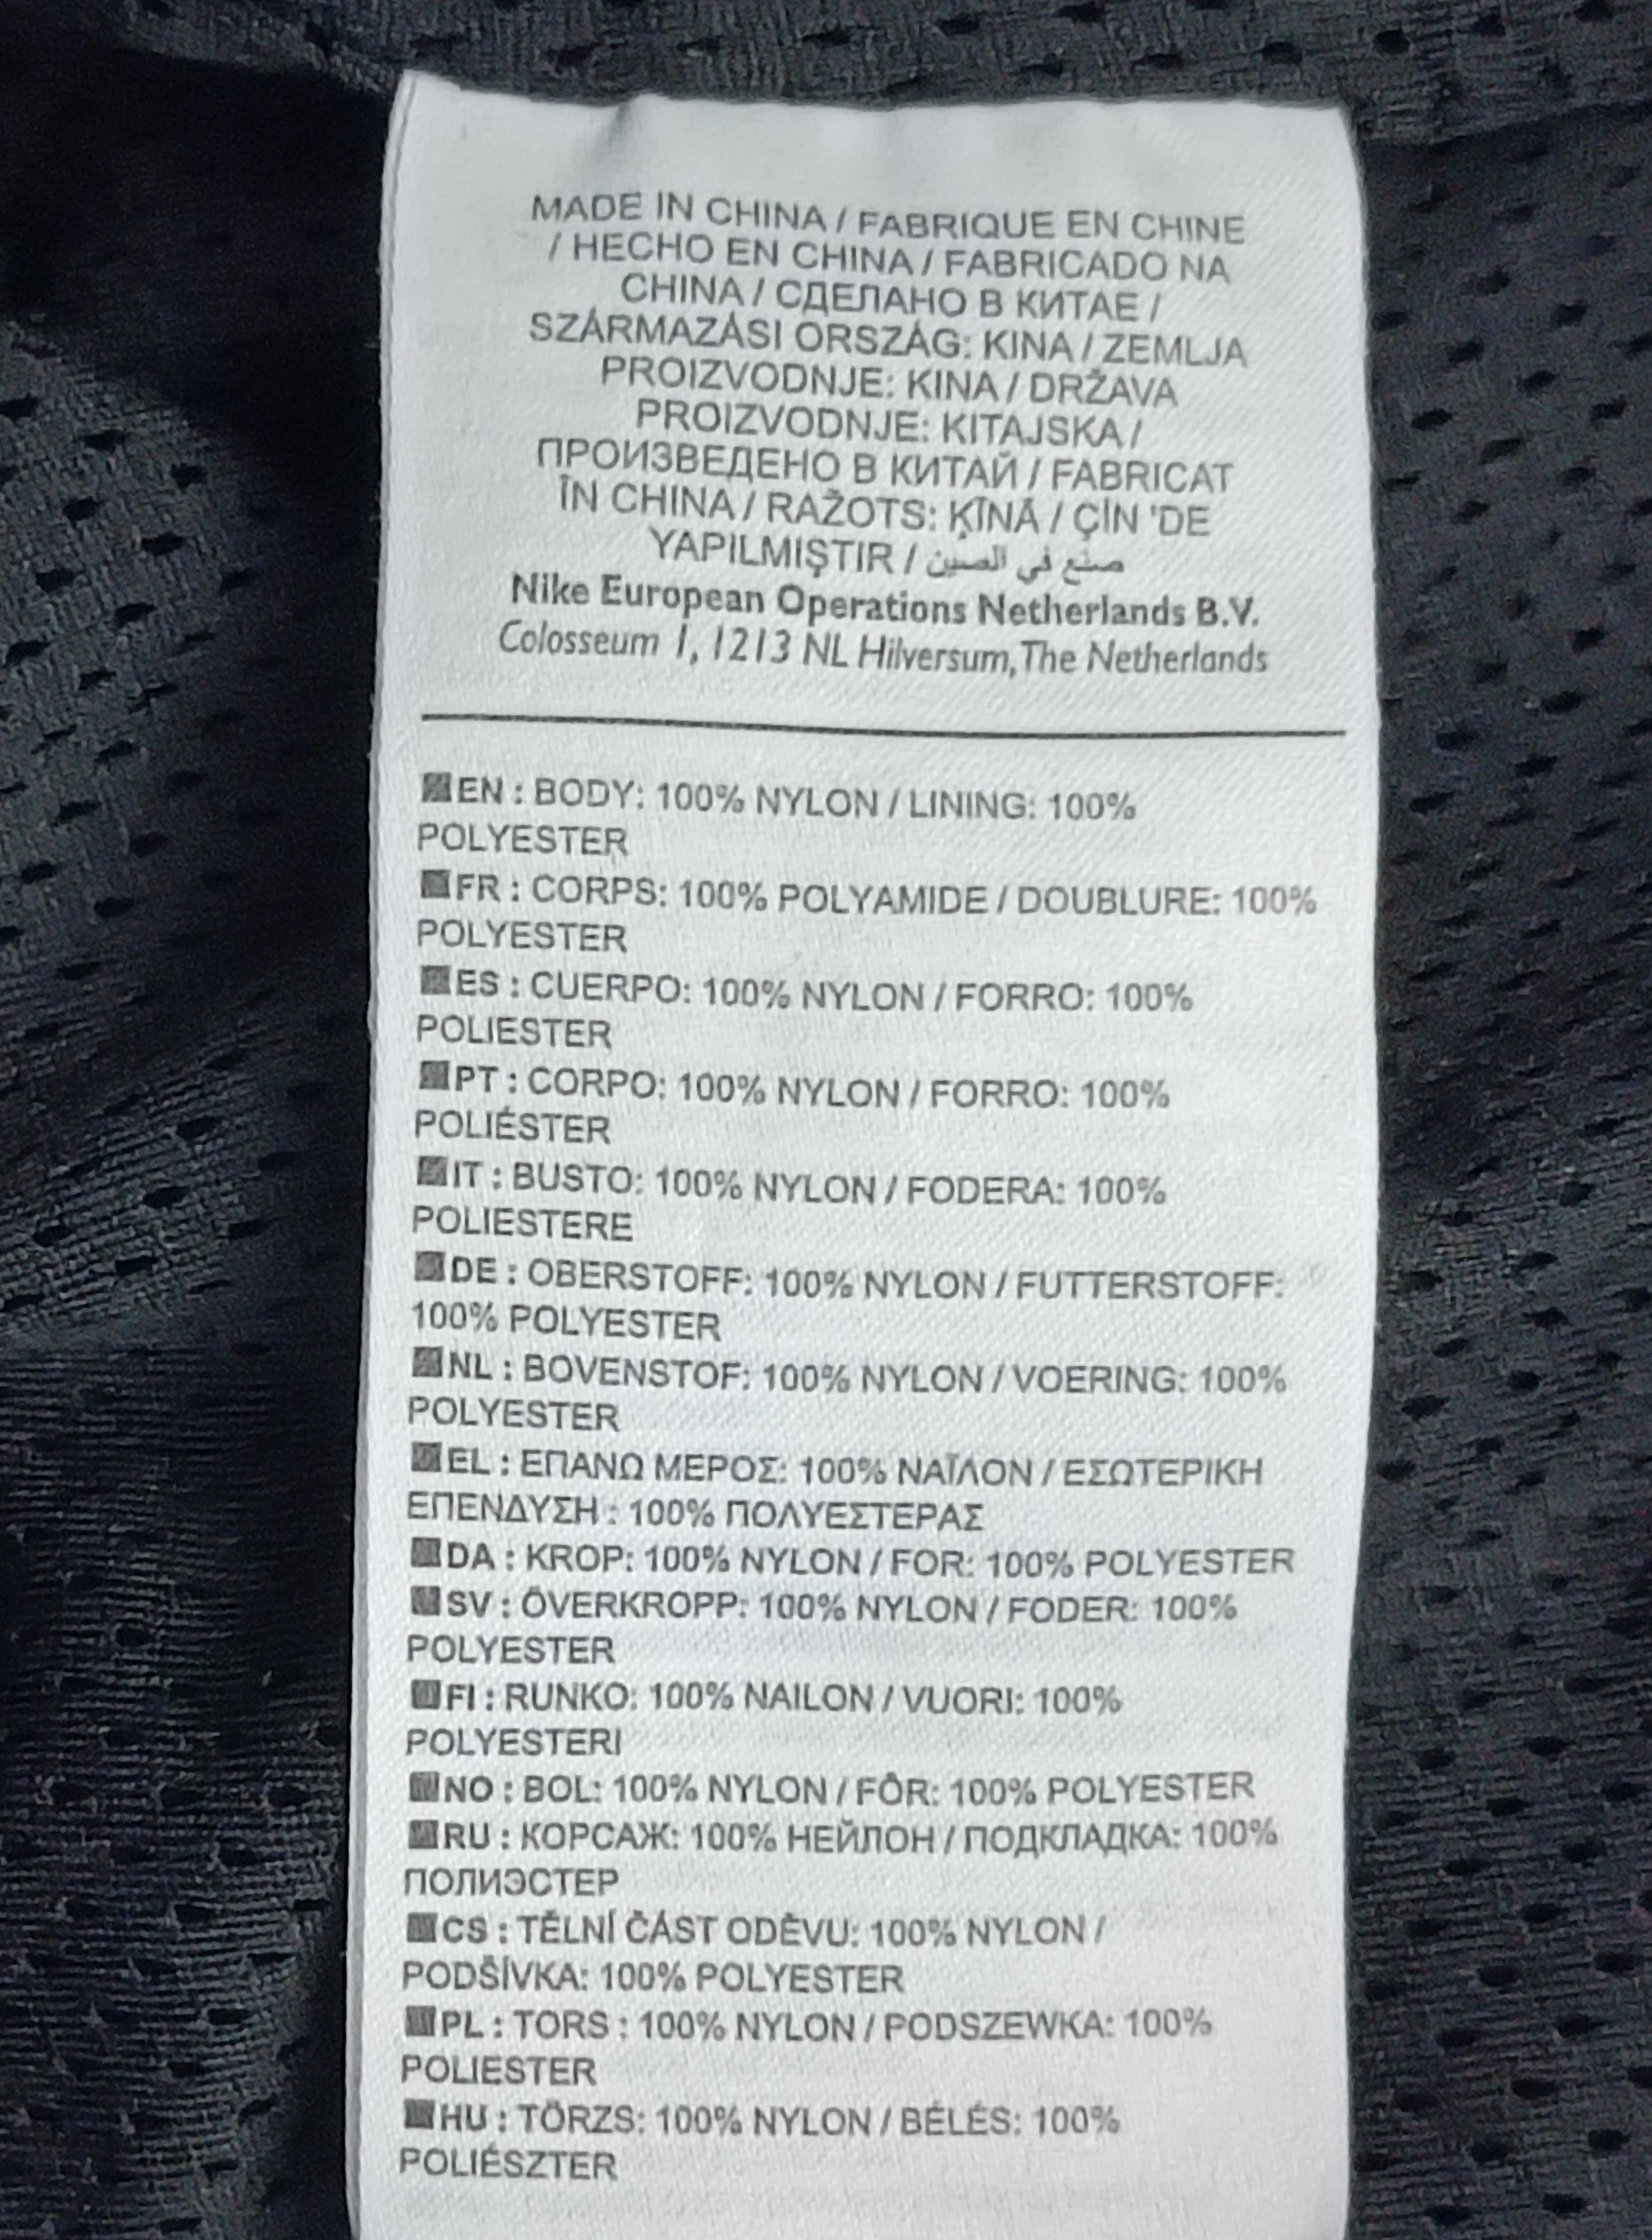 MADE IN CHINA / FABRIQUE EN CHINE
/ HECHO EN CHINA / FABRICADO NA
CHINA / СДЕЛАНО В КИТАЕ /
SZÁRMAZÁSI ORSZÁG: KINA / ZEMLJA
PROIZVODNJE: KINA / DRŽAVA
PROIZVODNJE: KITAJSKA /
ПРОИЗВЕДЕНО В КИТАЙ / FABRICAT
ÎN CHINA / RAŽOTS: ĶĪNĀ / ÇİN 'DE
YAPILMIŞTIR / صنع في الصين
Nike European Operations Netherlands B.V.
Colosseum 1, 1213 NL Hilversum, The Netherlands
EN : BODY: 100% NYLON / LINING: 100%
POLYESTER
FR : CORPS: 100% POLYAMIDE / DOUBLURE: 100%
POLYESTER
ES : CUERPO: 100% NYLON / FORRO: 100%
POLIESTER
PT : CORPO: 100% NYLON / FORRO: 100%
POLIÉSTER
IT : BUSTO: 100% NYLON / FODERA: 100%
POLIESTERE
DE : OBERSTOFF: 100% NYLON / FUTTERSTOFF:
100% POLYESTER
NL : BOVENSTOF: 100% NYLON / VOERING: 100%
POLYESTER
EL : ΕΠΑΝΩ ΜΕΡΟΣ: 100% ΝΑΪΛΟΝ / ΕΣΩΤΕΡΙΚΗ
ΕΠΕΝΔΥΣΗ : 100% ΠΟΛΥΕΣΤΕΡΑΣ
DA : KROP: 100% NYLON / FOR: 100% POLYESTER
SV : ÖVERKROPP: 100% NYLON / FODER: 100%
POLYESTER
FI : RUNKO: 100% NAILON / VUORI: 100%
POLYESTERI
NO : BOL: 100% NYLON / FÔR: 100% POLYESTER
RU : КОРСАЖ: 100% НЕЙЛОН / ПОДКЛАДКА: 100%
ПОЛИЭСТЕР
CS : TĚLNÍ ČÁST ODĚVU: 100% NYLON /
PODŠÍVKA: 100% POLYESTER
PL : TORS : 100% NYLON / PODSZEWKA: 100%
POLIESTER
HU : TÖRZS: 100% NYLON / BÉLÉS: 100%
POLIÉSZTER